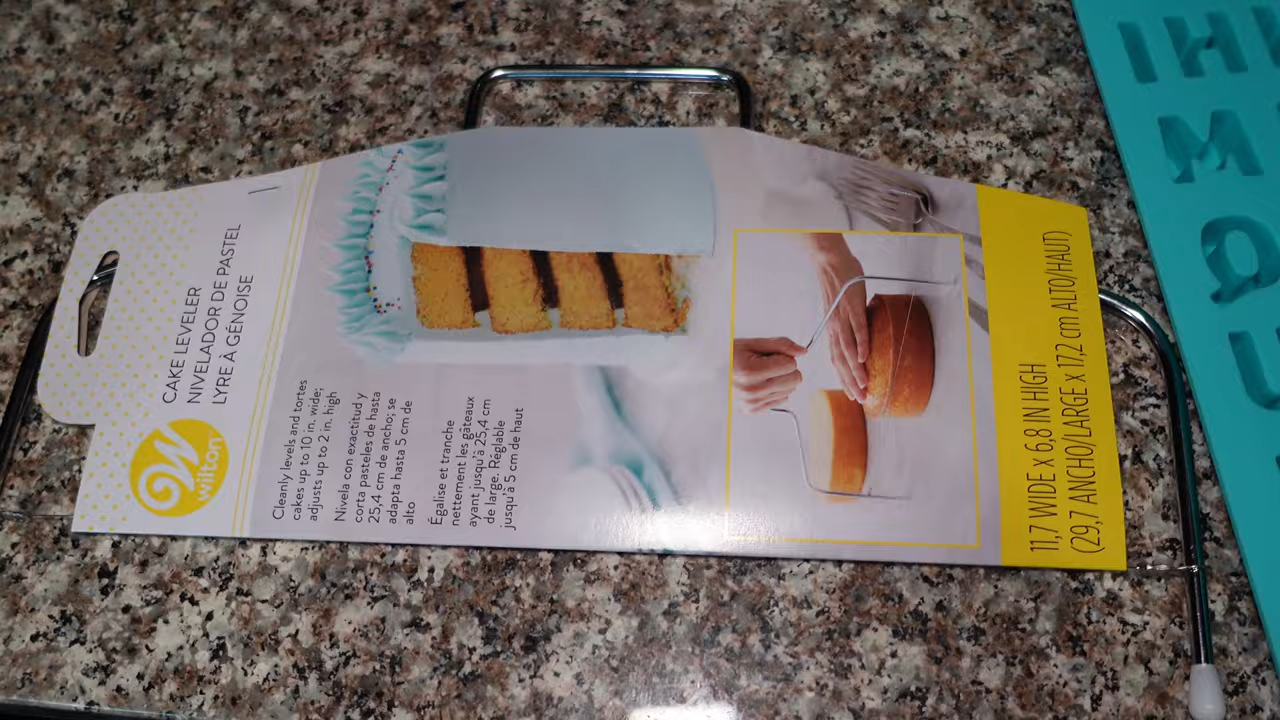 CAKE LEVELER
NIVELADOR DE PASTEL
LYRE À GÉNOISE
wilton
Cleanly levels and tortes
cakes up to 10 in. wide;
adjusts up to 2 in. high
Nivela con exactitud y
corta pasteles de hasta
25,4 cm de ancho; se
adapta hasta 5 cm de
alto
Égalise et tranche
nettement les gâteaux
ayant jusqu'à 25,4 cm
de large. Réglable
jusqu'à 5 cm de haut
11,7 WIDE x 6,8 IN HIGH
(29,7 ANCHO/LARGE x 17,2 cm ALTO/HAUT)
I H
M
Q
U